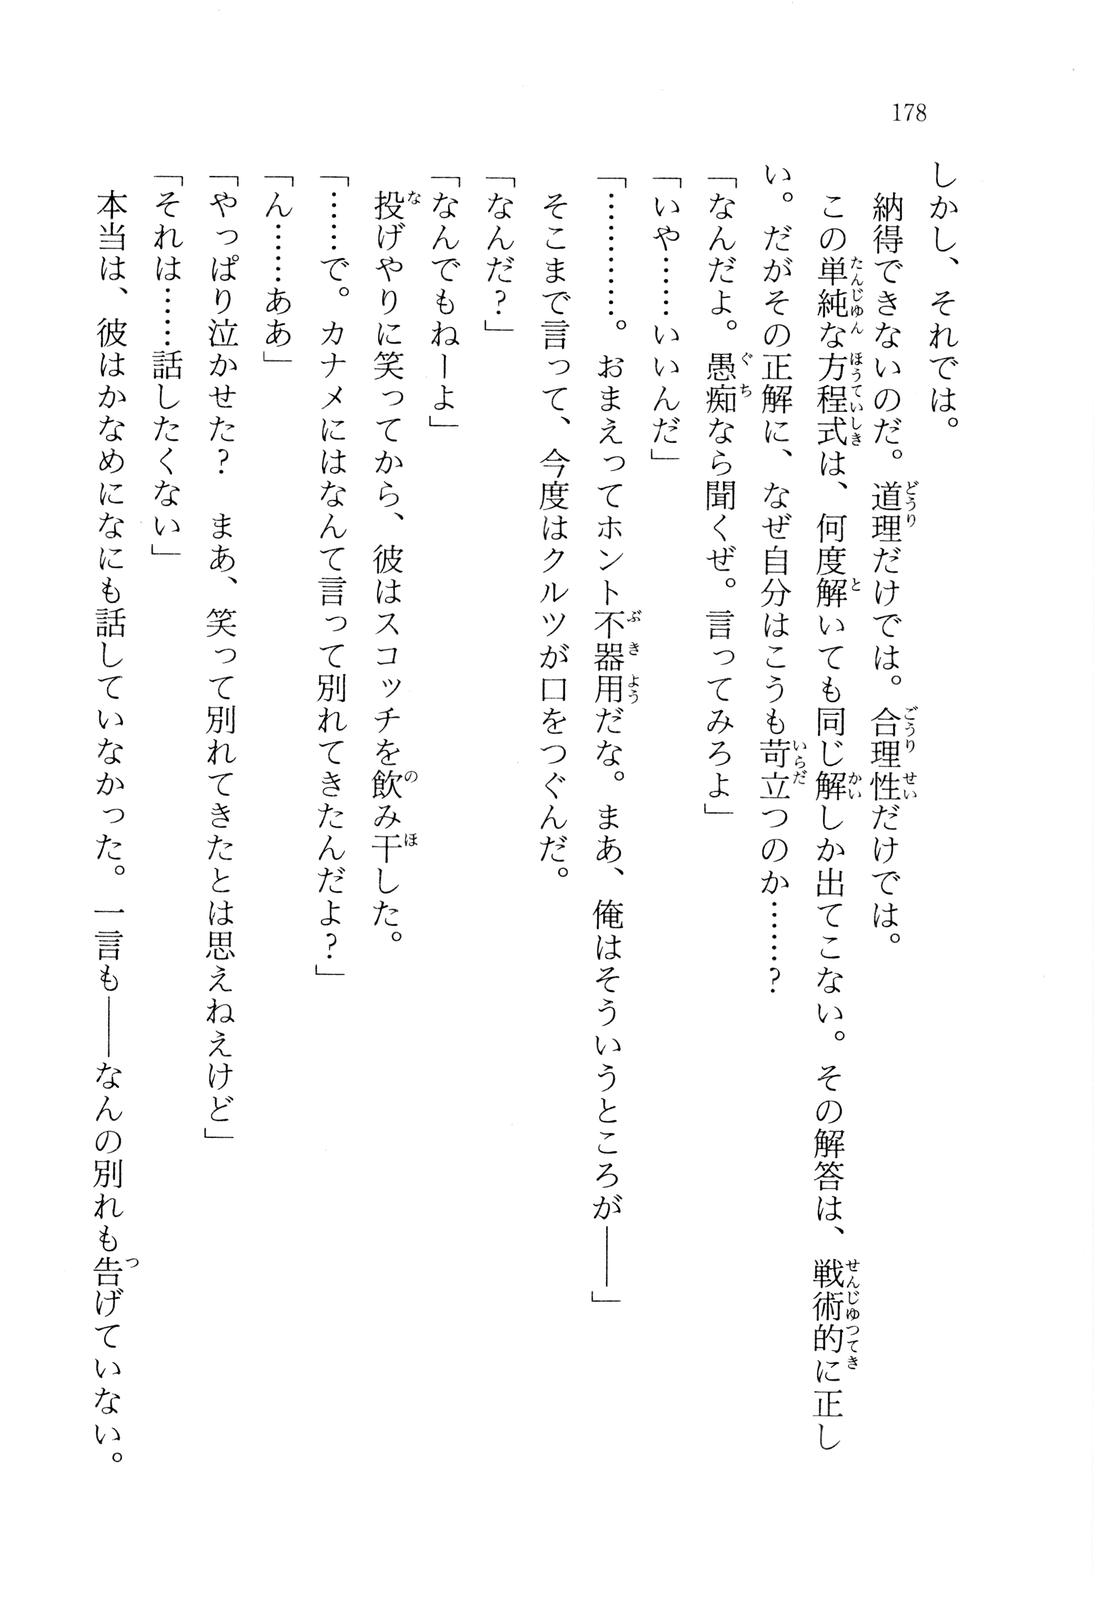 178
しかし、それでは。
納得できないのだ。道理だけでは。合理性だけでは。
この単純な方程式は、何度解いても同じ解しか出てこない。その解答は、戦術的に正し
い。だがその正解に、なぜ自分はこうも苛立つのか……？
「なんだよ。愚痴なら聞くぜ。言ってみろよ」
「いや……いいんだ」
「…………。おまえってホント不器用だな。まあ、俺はそういうところが――」
そこまで言って、今度はクルツが口をつぐんだ。
「なんだ？」
「なんでもねーよ」
投げやりに笑ってから、彼はスコッチを飲み干した。
「……で。カナメにはなんて言って別れてきたんだよ？」
「ん……ああ」
「やっぱり泣かせた？　まあ、笑って別れてきたとは思えねえけど」
「それは……話したくない」
本当は、彼はかなめになにも話していなかった。一言も――なんの別れも告げていない。